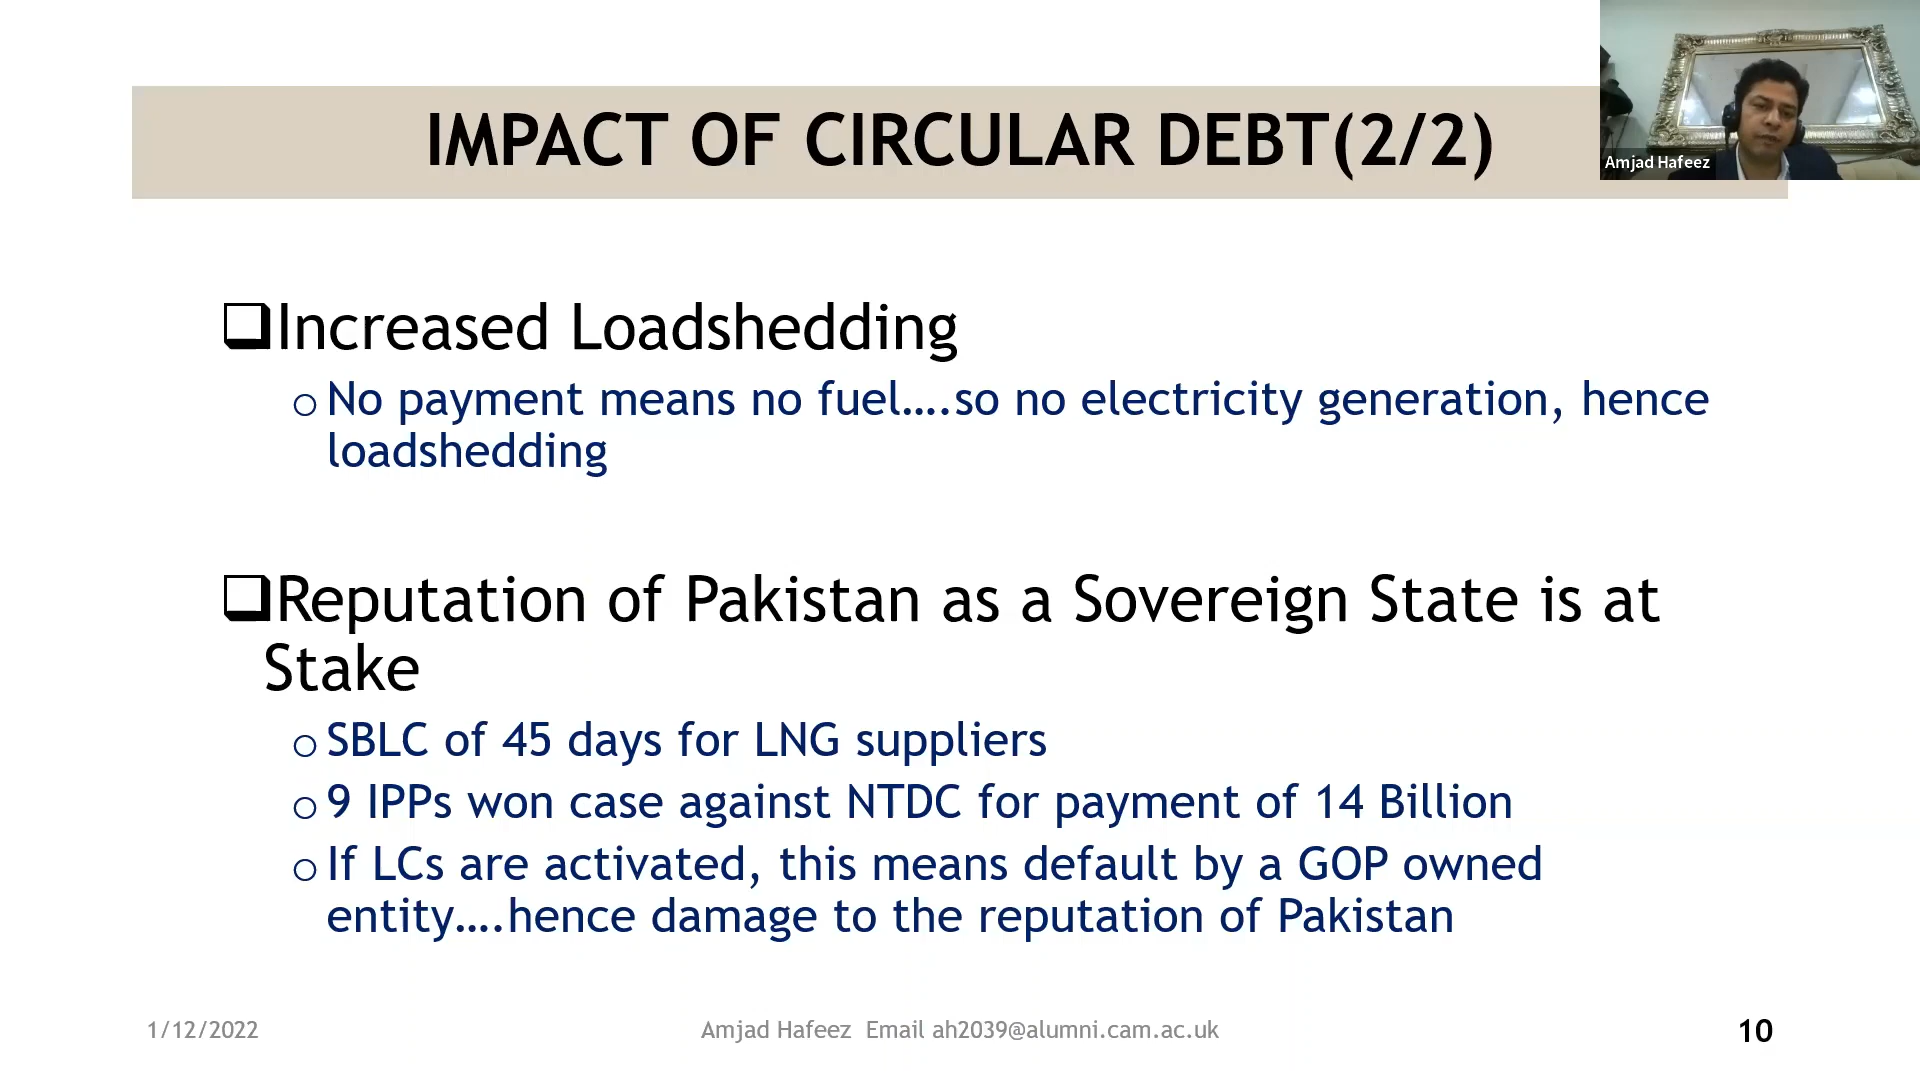 IMPACT OF CIRCULAR DEBT(2/2)
Amjad Hafeez
Increased Loadshedding
No payment means no fuel....so no electricity generation, hence
loadshedding
Reputation of Pakistan as a Sovereign State is at
Stake
SBLC of 45 days for LNG suppliers
9 IPPs won case against NTDC for payment of 14 Billion
If LCs are activated, this means default by a GOP owned
entity....hence damage to the reputation of Pakistan
1/12/2022
Amjad Hafeez  Email ah2039@alumni.cam.ac.uk
10